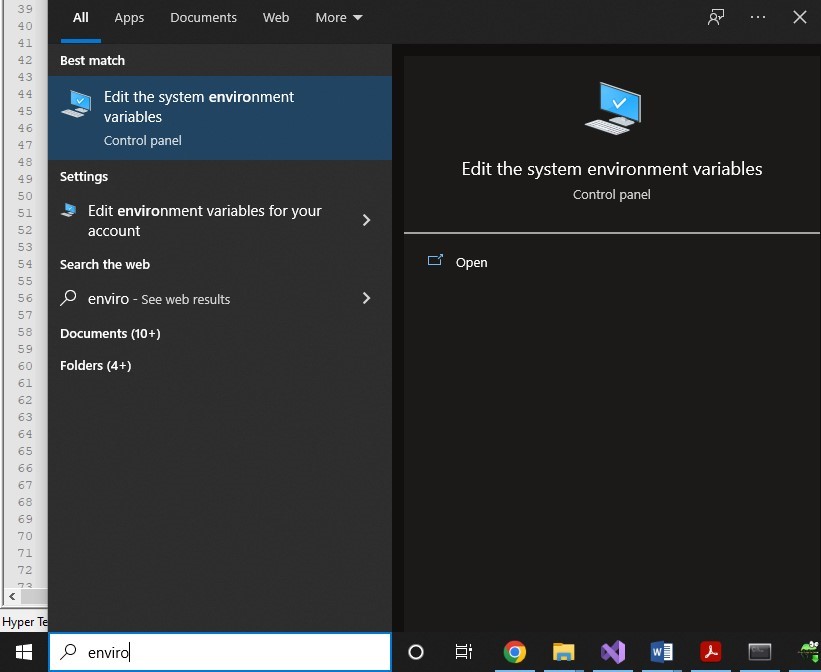 39
40
41
42
43
44
45
46
47
48
49
50
51
52
53
54
55
56
57
58
59
60
61
62
63
64
65
66
67
68
69
70
71
72
73
Hyper Te
All Apps Documents Web More
Best match
Edit the system environment
variables
Control panel
Settings
Edit environment variables for your
account
Search the web
enviro - See web results
Documents (10+)
Folders (4+)
Edit the system environment variables
Control panel
Open
enviro